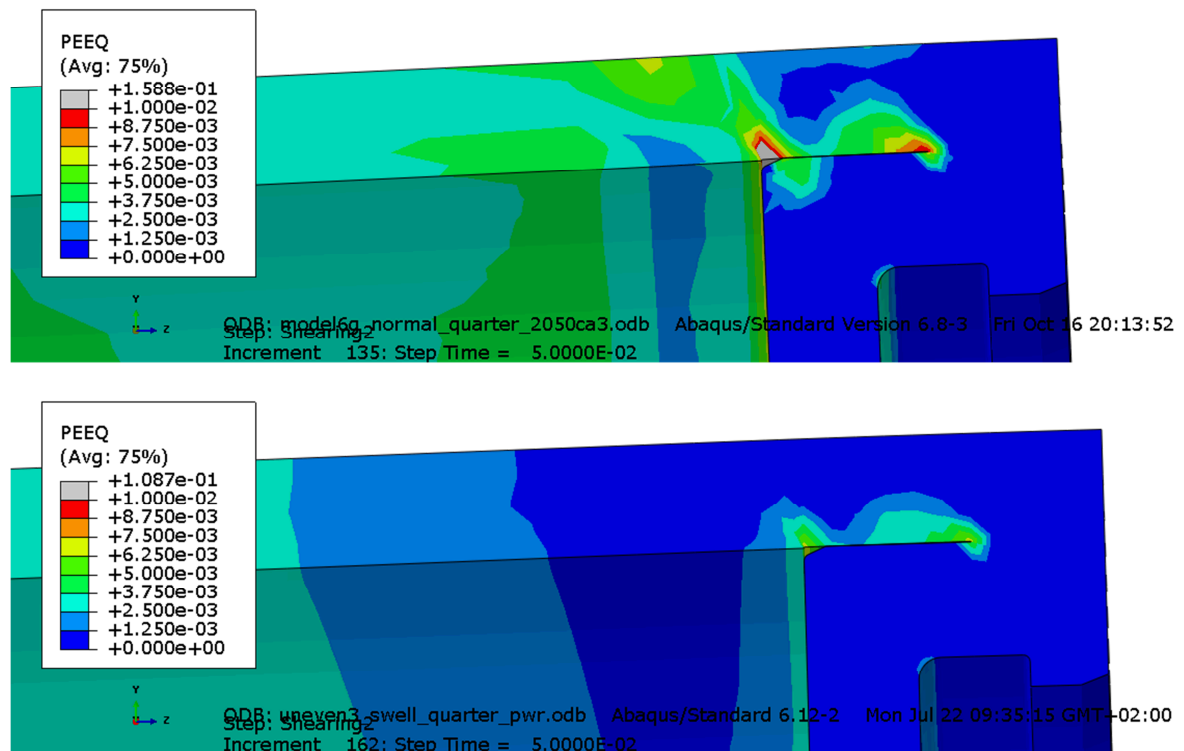 PEEQ
(Avg: 75%)
+1.588e-01
+1.000e-02
+8.750e-03
+7.500e-03
+6.250e-03
+5.000e-03
+3.750e-03
+2.500e-03
+1.250e-03
+0.000e+00
Y
Z
ODB: model6g_normal_quarter_2050ca3.odb Abaqus/Standard Version 6.8-3 Fri Oct 16 20:13:52
Step: Shearing2
Increment 135: Step Time = 5.0000E-02
PEEQ
(Avg: 75%)
+1.087e-01
+1.000e-02
+8.750e-03
+7.500e-03
+6.250e-03
+5.000e-03
+3.750e-03
+2.500e-03
+1.250e-03
+0.000e+00
Y
Z
ODB: uneven3_swell_quarter_pwr.odb Abaqus/Standard 6.12-2 Mon Jul 22 09:35:15 GMT+02:00
Step: Shearing2
Increment 162: Step Time = 5.0000E-02